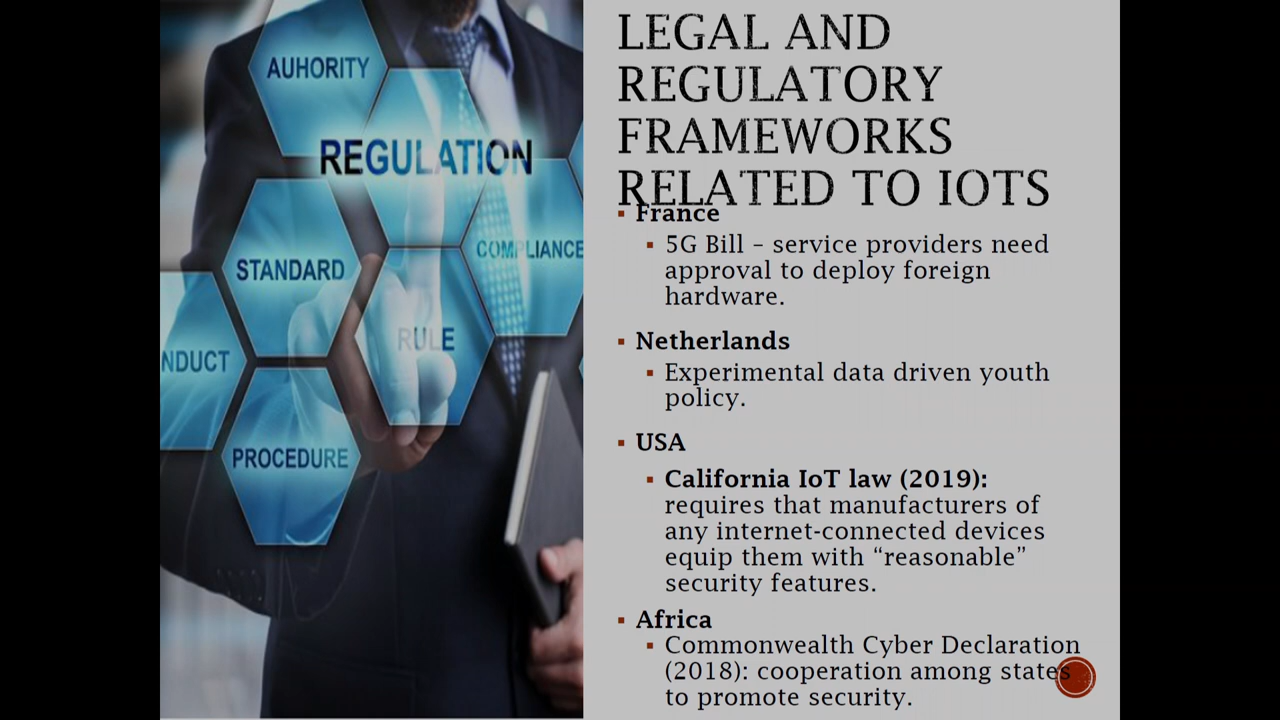 AUHORITY
REGULATION
COMPLIANCE
STANDARD
RULE
NDUCT
PROCEDURE
LEGAL AND
REGULATORY
FRAMEWORKS
RELATED TO IOTS
▪ France
▪ 5G Bill – service providers need
approval to deploy foreign
hardware.
▪ Netherlands
▪ Experimental data driven youth
policy.
▪ USA
▪ California IoT law (2019):
requires that manufacturers of
any internet-connected devices
equip them with “reasonable”
security features.
▪ Africa
▪ Commonwealth Cyber Declaration
(2018): cooperation among states
to promote security.